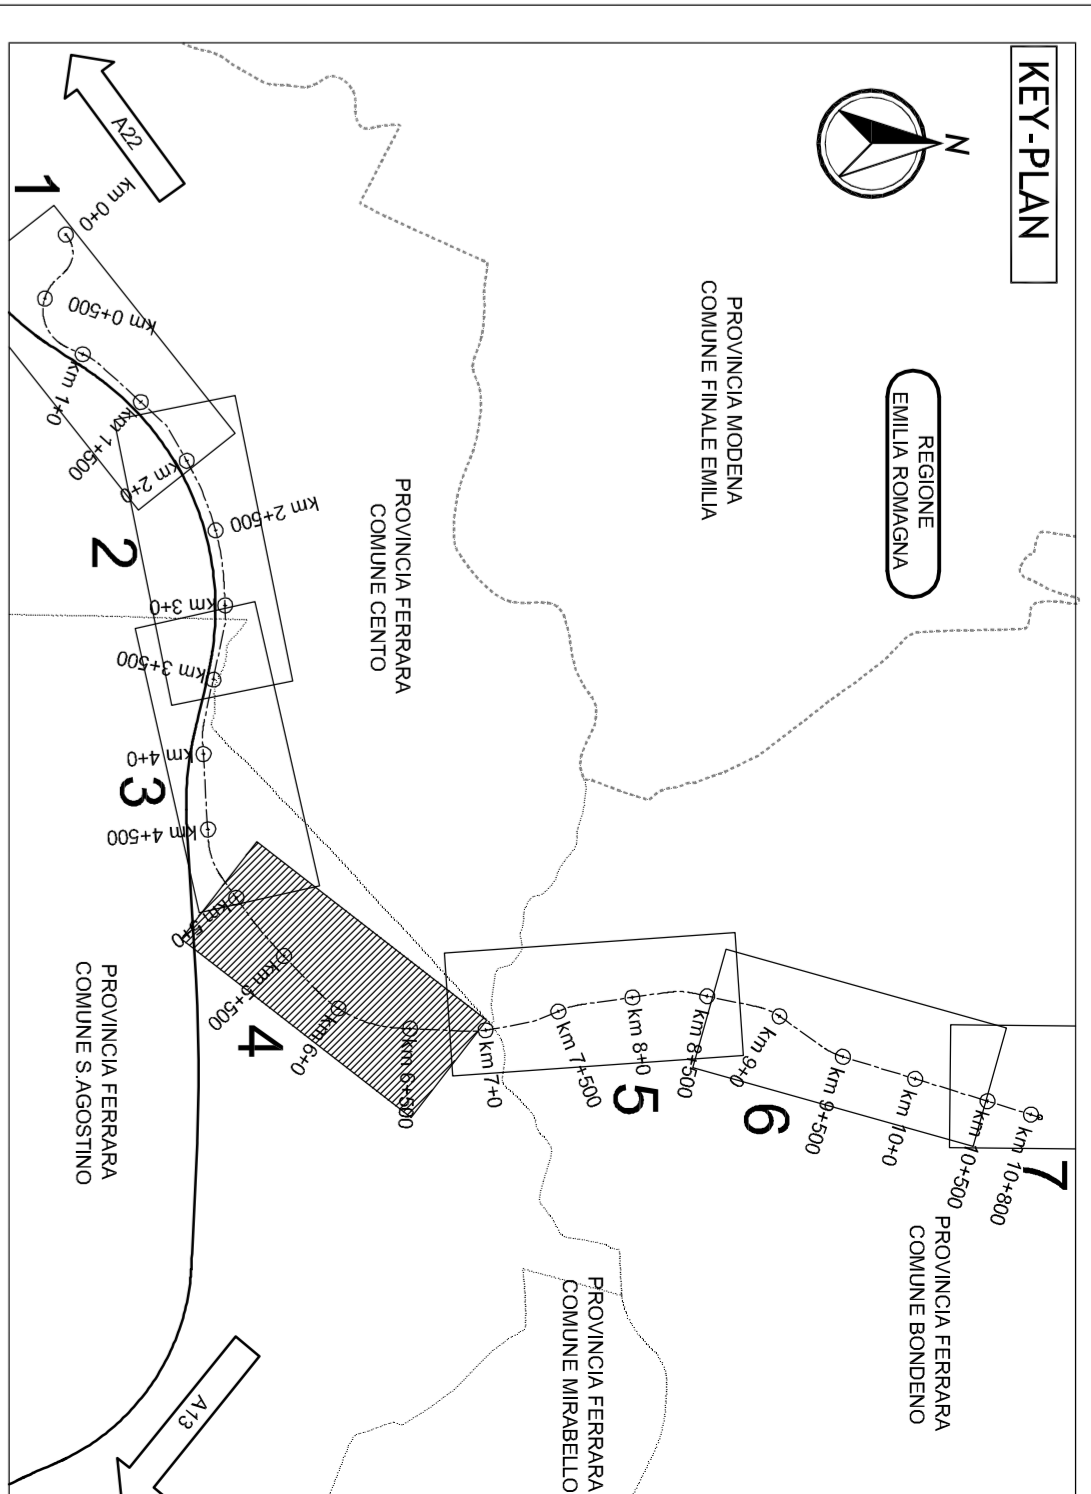 KEY-PLAN
N
REGIONE
EMILIA ROMAGNA
PROVINCIA MODENA
COMUNE FINALE EMILIA
PROVINCIA FERRARA
COMUNE CENTO
PROVINCIA FERRARA
COMUNE BONDENO
PROVINCIA FERRARA
COMUNE MIRABELLO
PROVINCIA FERRARA
COMUNE S.AGOSTINO
A22
A13
1
2
3
4
5
6
7
km 0+0
km 0+500
km 1+0
km 1+500
km 2+0
km 2+500
km 3+0
km 3+500
km 4+0
km 4+500
km 5+0
km 5+500
km 6+0
km 6+500
km 7+0
km 7+500
km 8+0
km 8+500
km 9+0
km 9+500
km 10+0
km 10+500
km 10+800